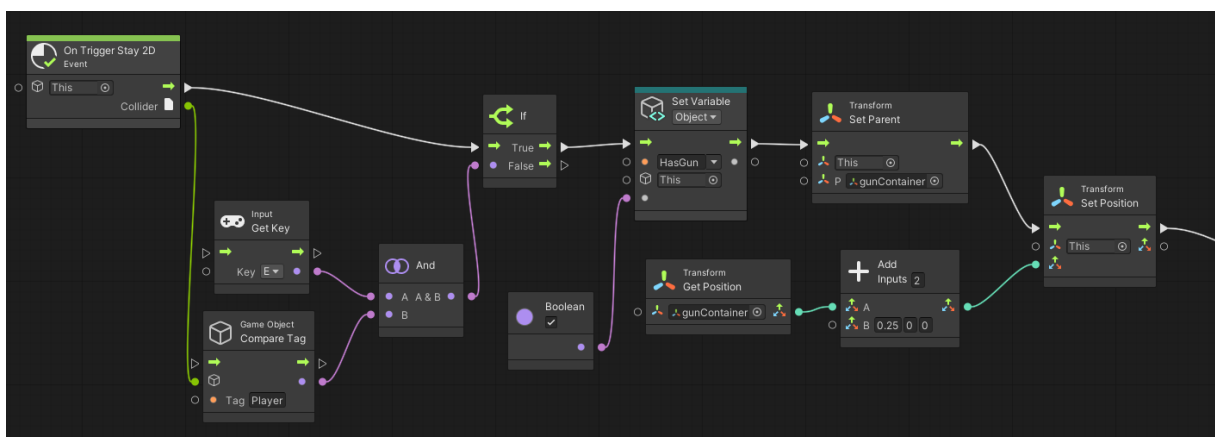 On Trigger Stay 2D
Event
This
Collider
If
True
False
Input
Get Key
Key E
Game Object
Compare Tag
Tag Player
And
A A & B
B
Boolean
Set Variable
Object
HasGun
This
Transform
Set Parent
This
P gunContainer
Transform
Get Position
gunContainer
Add
Inputs 2
A
B 0.25 0 0
Transform
Set Position
This